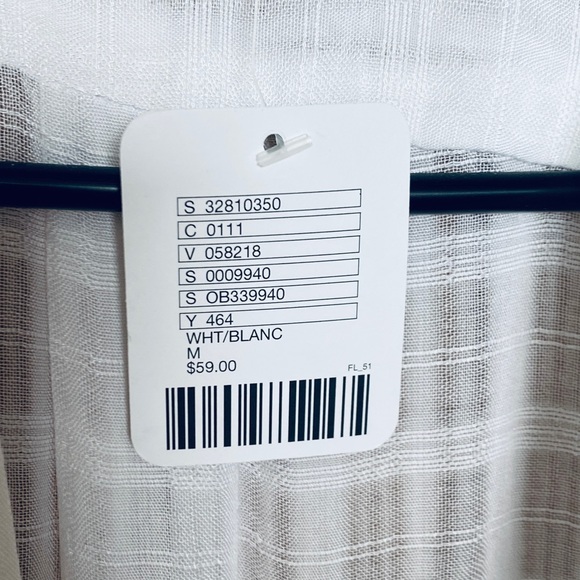 S 32810350
C 0111
V 058218
S 0009940
S OB339940
Y 464
WHT/BLANC
M
$59.00
FL_51